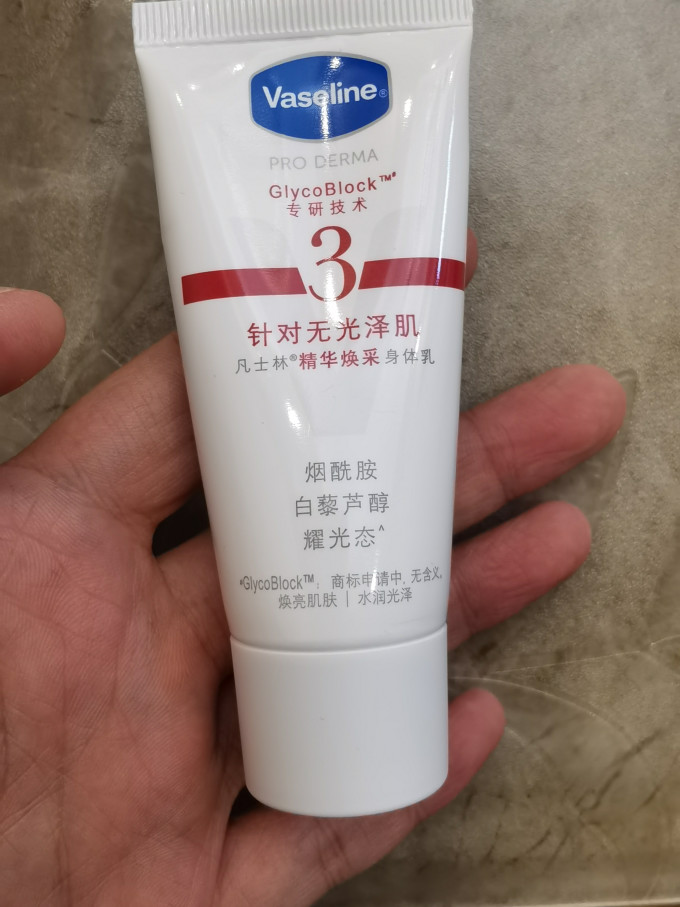 Vaseline®
PRO DERMA
GlycoBlock™#
专研技术
3
针对无光泽肌
凡士林®精华焕采身体乳
烟酰胺
白藜芦醇
耀光态^
#GlycoBlock™：商标申请中，无含义。
焕亮肌肤｜水润光泽